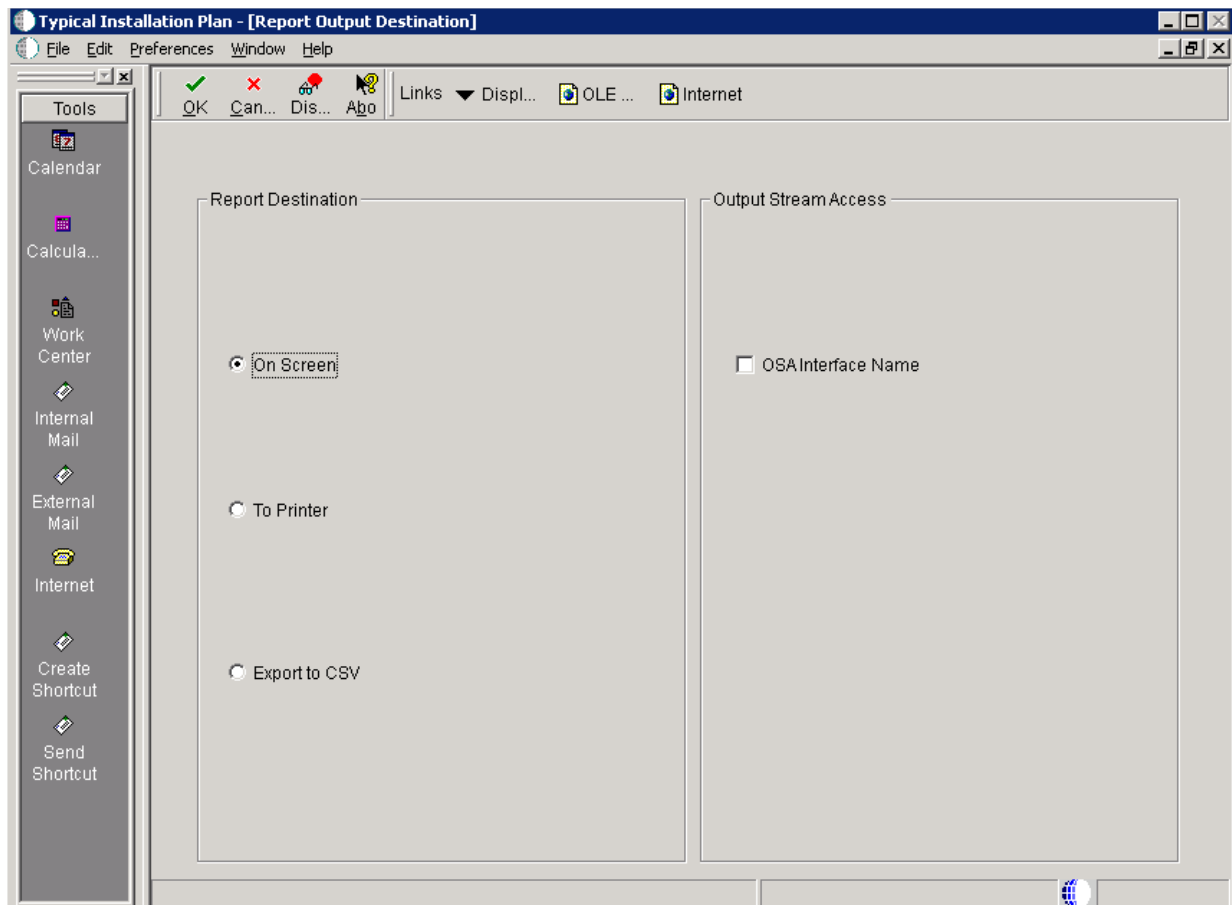 Typical Installation Plan - [Report Output Destination]
File Edit Preferences Window Help
Tools
OK Can... Dis... Abo Links Displ... OLE ... Internet
Calendar
Calcula...
Work
Center
Internal
Mail
External
Mail
Internet
Create
Shortcut
Send
Shortcut
Report Destination
On Screen
To Printer
Export to CSV
Output Stream Access
OSA Interface Name